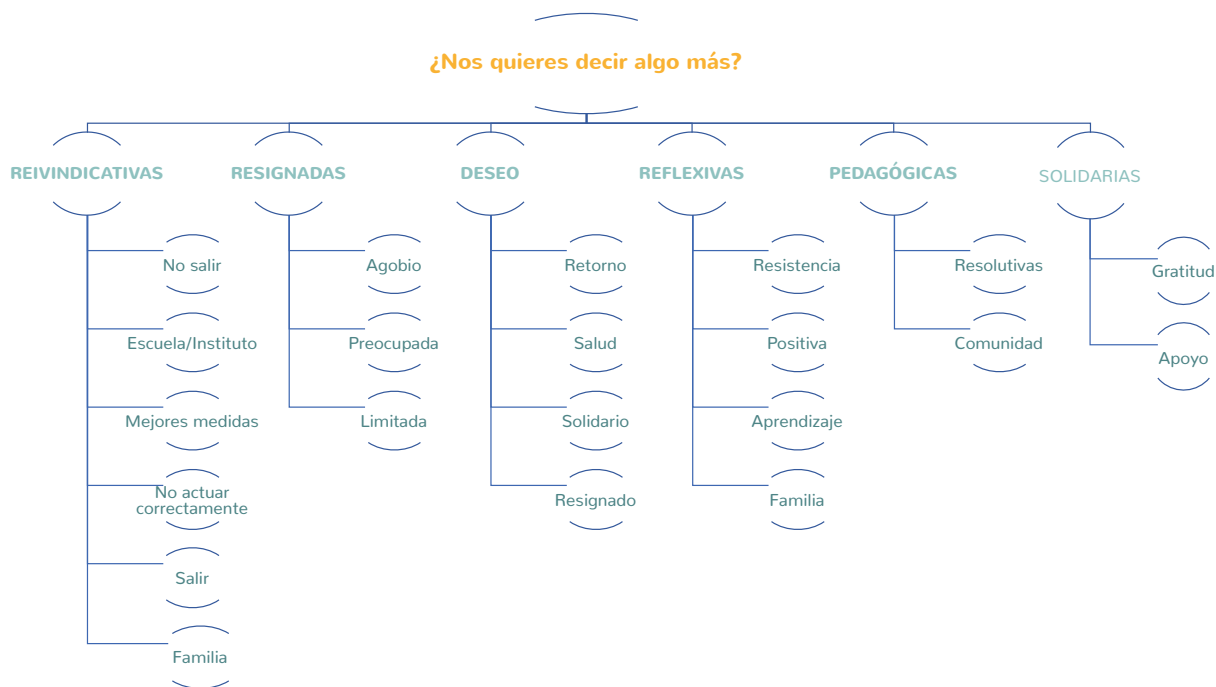 ¿Nos quieres decir algo más?
REIVINDICATIVAS
No salir
Escuela/Instituto
Mejores medidas
No actuar
correctamente
Salir
Familia
RESIGNADAS
Agobio
Preocupada
Limitada
DESEO
Retorno
Salud
Solidario
Resignado
REFLEXIVAS
Resistencia
Positiva
Aprendizaje
Familia
PEDAGÓGICAS
Resolutivas
Comunidad
SOLIDARIAS
Gratitud
Apoyo